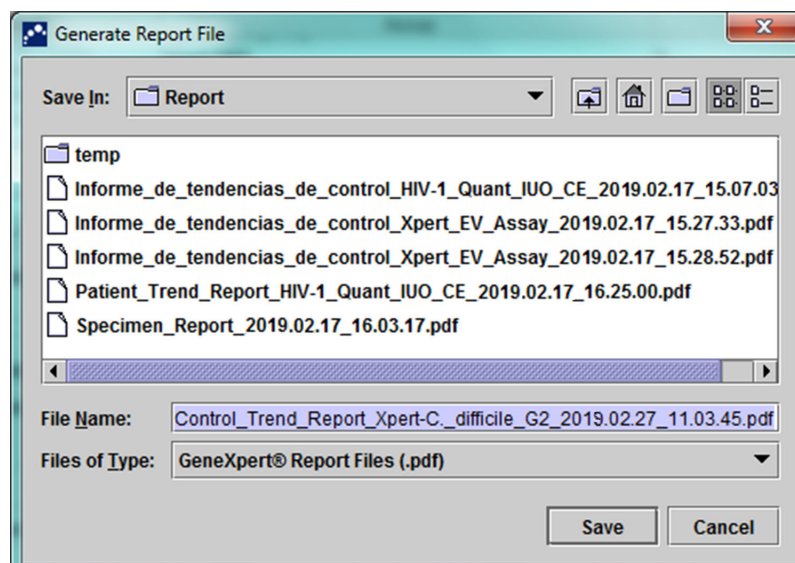 Generate Report File
Save In: Report
temp
Informe_de_tendencias_de_control_HIV-1_Quant_IUO_CE_2019.02.17_15.07.03
Informe_de_tendencias_de_control_Xpert_EV_Assay_2019.02.17_15.27.33.pdf
Informe_de_tendencias_de_control_Xpert_EV_Assay_2019.02.17_15.28.52.pdf
Patient_Trend_Report_HIV-1_Quant_IUO_CE_2019.02.17_16.25.00.pdf
Specimen_Report_2019.02.17_16.03.17.pdf
File Name: Control_Trend_Report_Xpert-C._difficile_G2_2019.02.27_11.03.45.pdf
Files of Type: GeneXpert® Report Files (.pdf)
Save Cancel